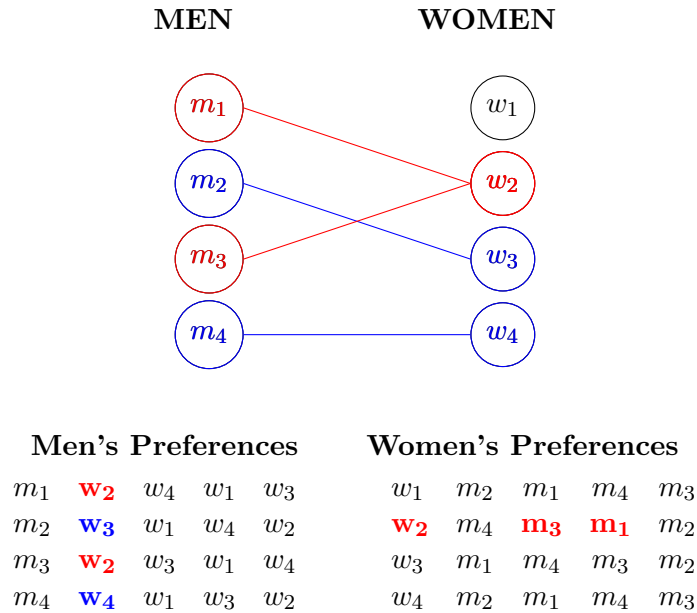 MEN WOMEN
m₁ w₁
m₂ w₂
m₃ w₃
m₄ w₄
Men's Preferences Women's Preferences
m₁ w₂ w₄ w₁ w₃ w₁ m₂ m₁ m₄ m₃
m₂ w₃ w₁ w₄ w₂ w₂ m₄ m₃ m₁ m₂
m₃ w₂ w₃ w₁ w₄ w₃ m₁ m₄ m₃ m₂
m₄ w₄ w₁ w₃ w₂ w₄ m₂ m₁ m₄ m₃